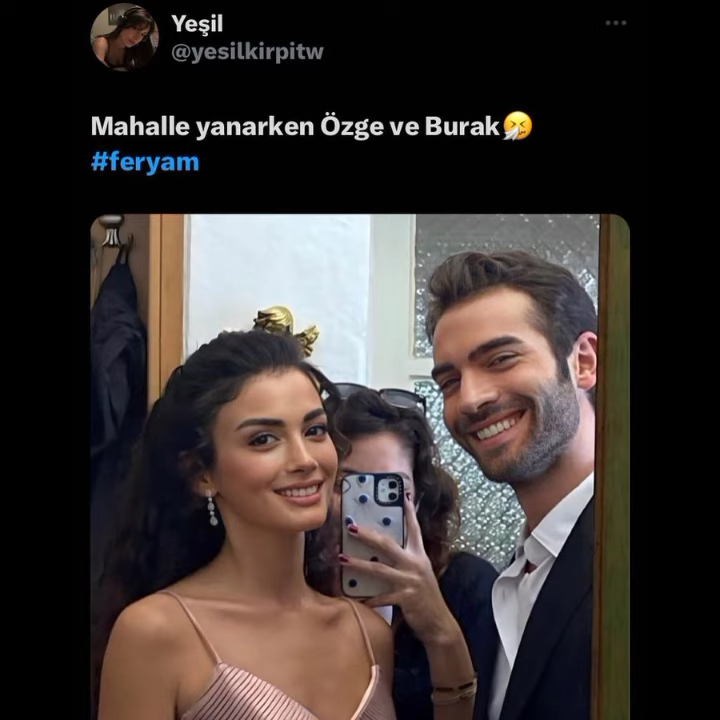 Yeşil
@yesilkirpitw
Mahalle yanarken Özge ve Burak🤧
#feryam